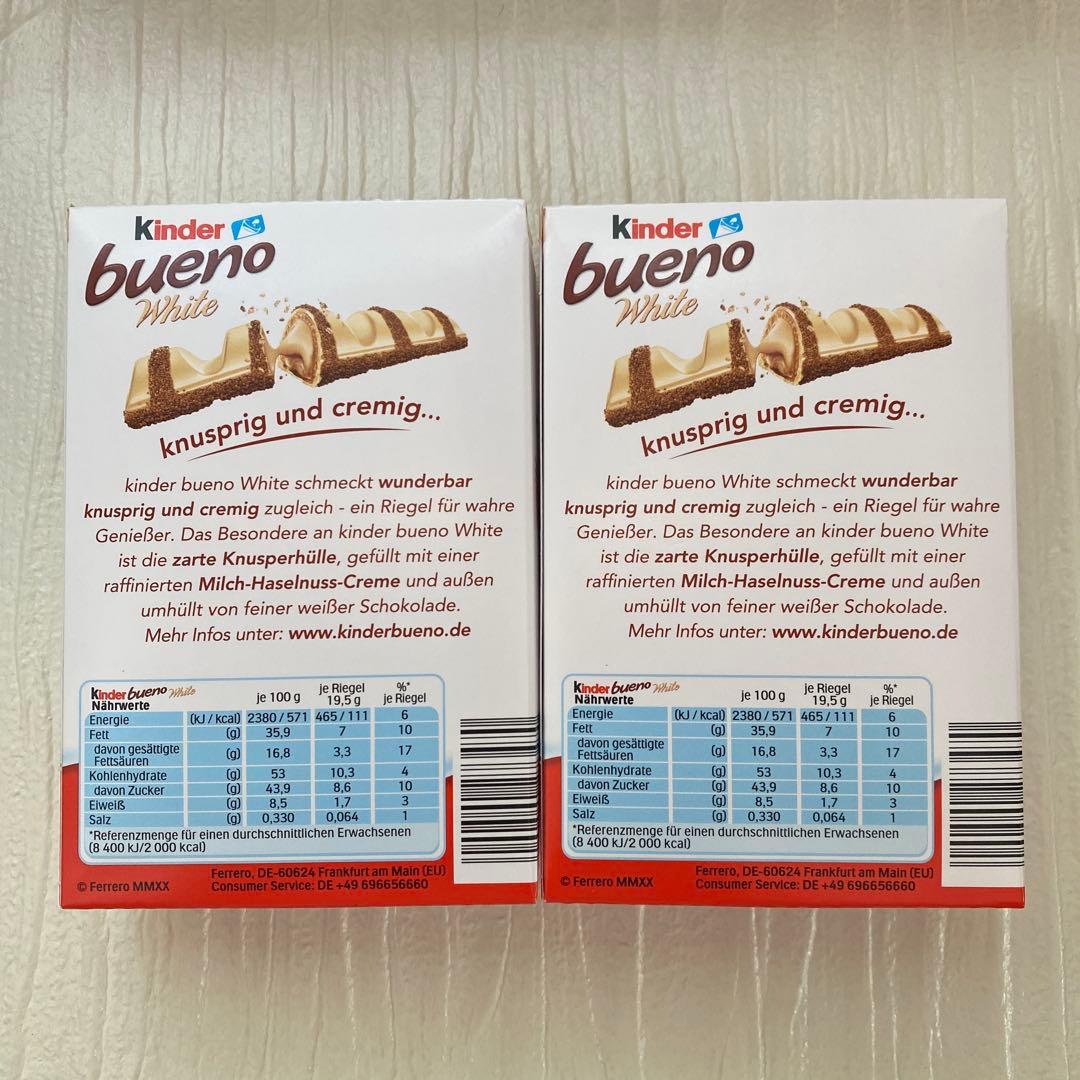 kinder
bueno
White
knusprig und cremig...
kinder bueno White schmeckt wunderbar
knusprig und cremig zugleich - ein Riegel für wahre
Genießer. Das Besondere an kinder bueno White
ist die zarte Knusperhülle, gefüllt mit einer
raffinierten Milch-Haselnuss-Creme und außen
umhüllt von feiner weißer Schokolade.
Mehr Infos unter: www.kinderbueno.de
kinder bueno White
Nährwerte je 100 g je Riegel 19,5 g %* je Riegel
Energie (kJ / kcal) 2380 / 571 465 / 111 6
Fett (g) 35,9 7 10
davon gesättigte Fettsäuren (g) 16,8 3,3 17
Kohlenhydrate (g) 53 10,3 4
davon Zucker (g) 43,9 8,6 10
Eiweiß (g) 8,5 1,7 3
Salz (g) 0,330 0,064 1
*Referenzmenge für einen durchschnittlichen Erwachsenen
(8 400 kJ/2 000 kcal)
© Ferrero MMXX
Ferrero, DE-60624 Frankfurt am Main (EU)
Consumer Service: DE +49 696656660
kinder
bueno
White
knusprig und cremig...
kinder bueno White schmeckt wunderbar
knusprig und cremig zugleich - ein Riegel für wahre
Genießer. Das Besondere an kinder bueno White
ist die zarte Knusperhülle, gefüllt mit einer
raffinierten Milch-Haselnuss-Creme und außen
umhüllt von feiner weißer Schokolade.
Mehr Infos unter: www.kinderbueno.de
kinder bueno White
Nährwerte je 100 g je Riegel 19,5 g %* je Riegel
Energie (kJ / kcal) 2380 / 571 465 / 111 6
Fett (g) 35,9 7 10
davon gesättigte Fettsäuren (g) 16,8 3,3 17
Kohlenhydrate (g) 53 10,3 4
davon Zucker (g) 43,9 8,6 10
Eiweiß (g) 8,5 1,7 3
Salz (g) 0,330 0,064 1
*Referenzmenge für einen durchschnittlichen Erwachsenen
(8 400 kJ/2 000 kcal)
© Ferrero MMXX
Ferrero, DE-60624 Frankfurt am Main (EU)
Consumer Service: DE +49 696656660